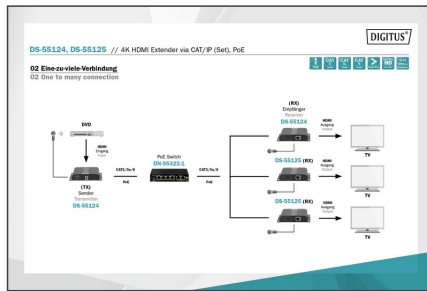 DIGITUS®
DS-55124, DS-55125 // 4K HDMI Extender via CAT/IP (Set), PoE
02 Eine-zu-viele-Verbindung
02 One to many connection
DVD
HDMI
Eingang
Input
(TX)
Sender
Transmitter
DS-55124
CAT5/5e/6
PoE
PoE Switch
DN-95322-1
CAT5/5e/6
PoE
(RX)
Empfänger
Receiver
DS-55124
HDMI
Ausgang
Output
TV
DS-55125 (RX)
HDMI
Ausgang
Output
TV
DS-55125 (RX)
HDMI
Ausgang
Output
TV